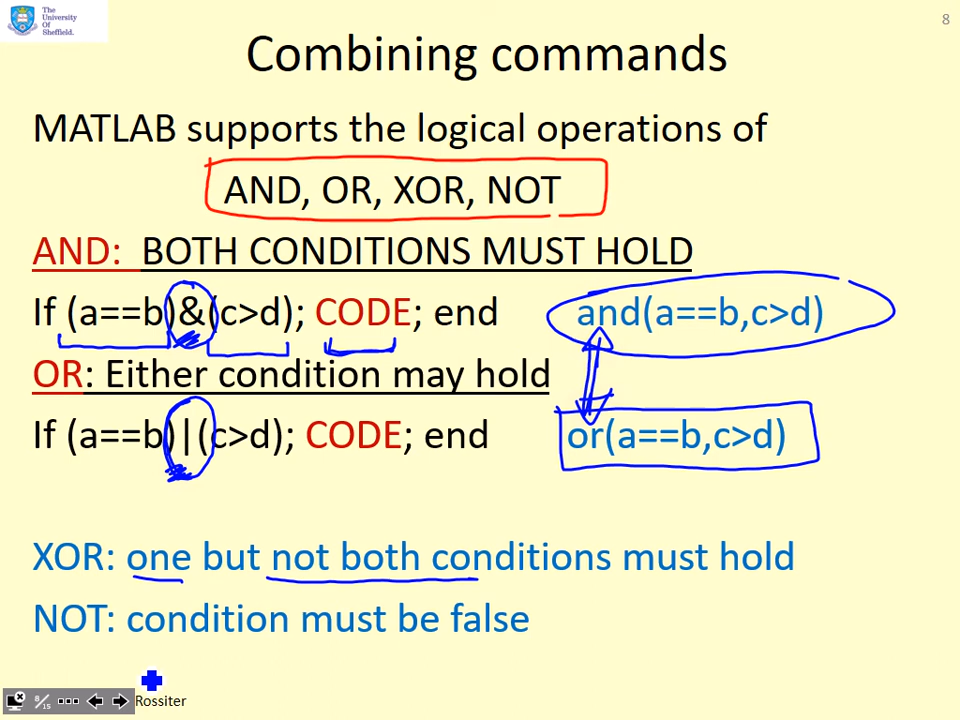 The
University
Of
Sheffield.
8
Combining commands
MATLAB supports the logical operations of
AND, OR, XOR, NOT
AND: BOTH CONDITIONS MUST HOLD
If (a==b)&(c>d); CODE; end and(a==b,c>d)
OR: Either condition may hold
If (a==b)|(c>d); CODE; end or(a==b,c>d)
XOR: one but not both conditions must hold
NOT: condition must be false
8/15
Rossiter